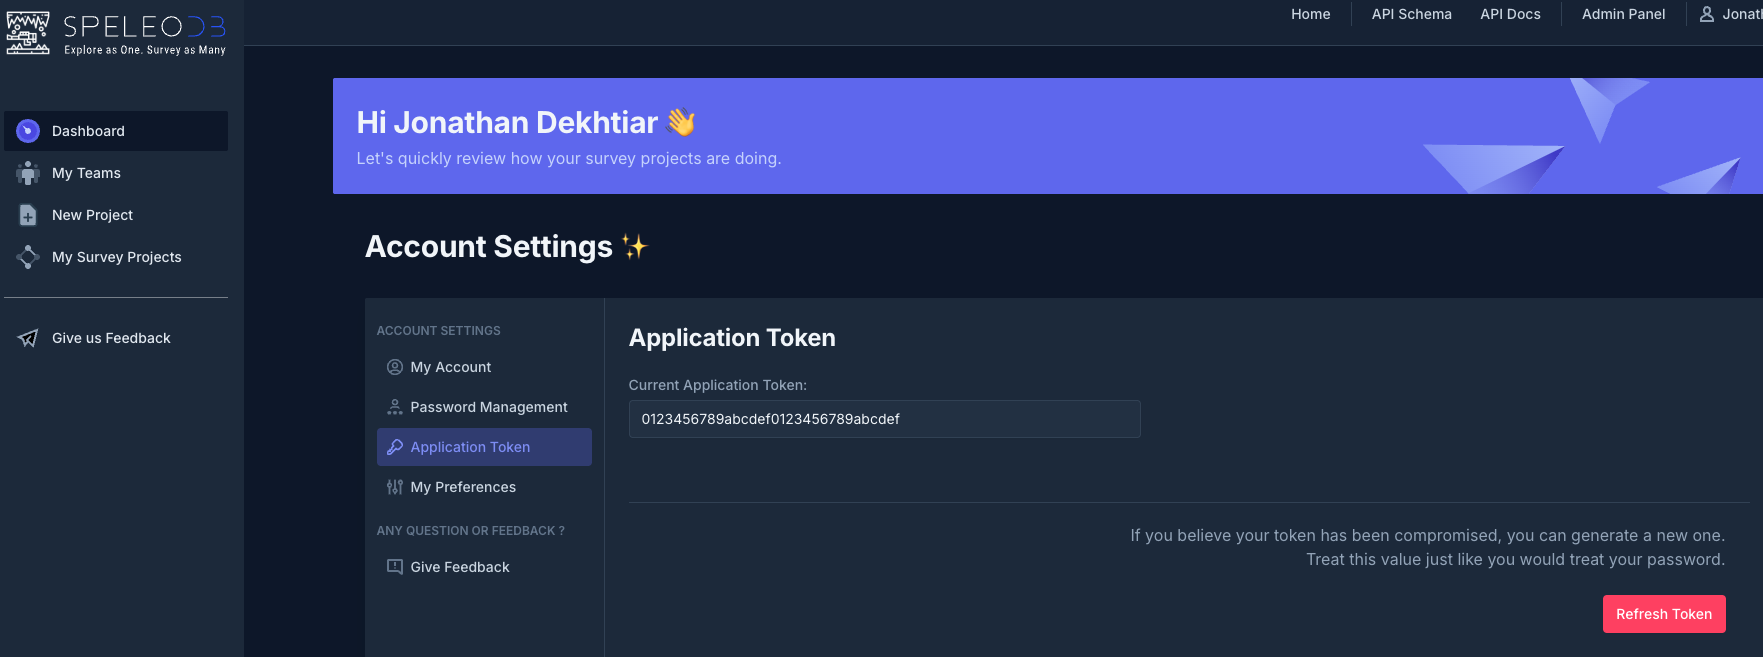 SPELEODB
Explore as One. Survey as Many
Home
API Schema
API Docs
Admin Panel
Dashboard
My Teams
New Project
My Survey Projects
Give us Feedback
Hi Jonathan Dekhtiar 👋
Let's quickly review how your survey projects are doing.
Account Settings ✨
ACCOUNT SETTINGS
My Account
Password Management
Application Token
My Preferences
ANY QUESTION OR FEEDBACK ?
Give Feedback
Application Token
Current Application Token:
0123456789abcdef0123456789abcdef
If you believe your token has been compromised, you can generate a new one.
Treat this value just like you would treat your password.
Refresh Token